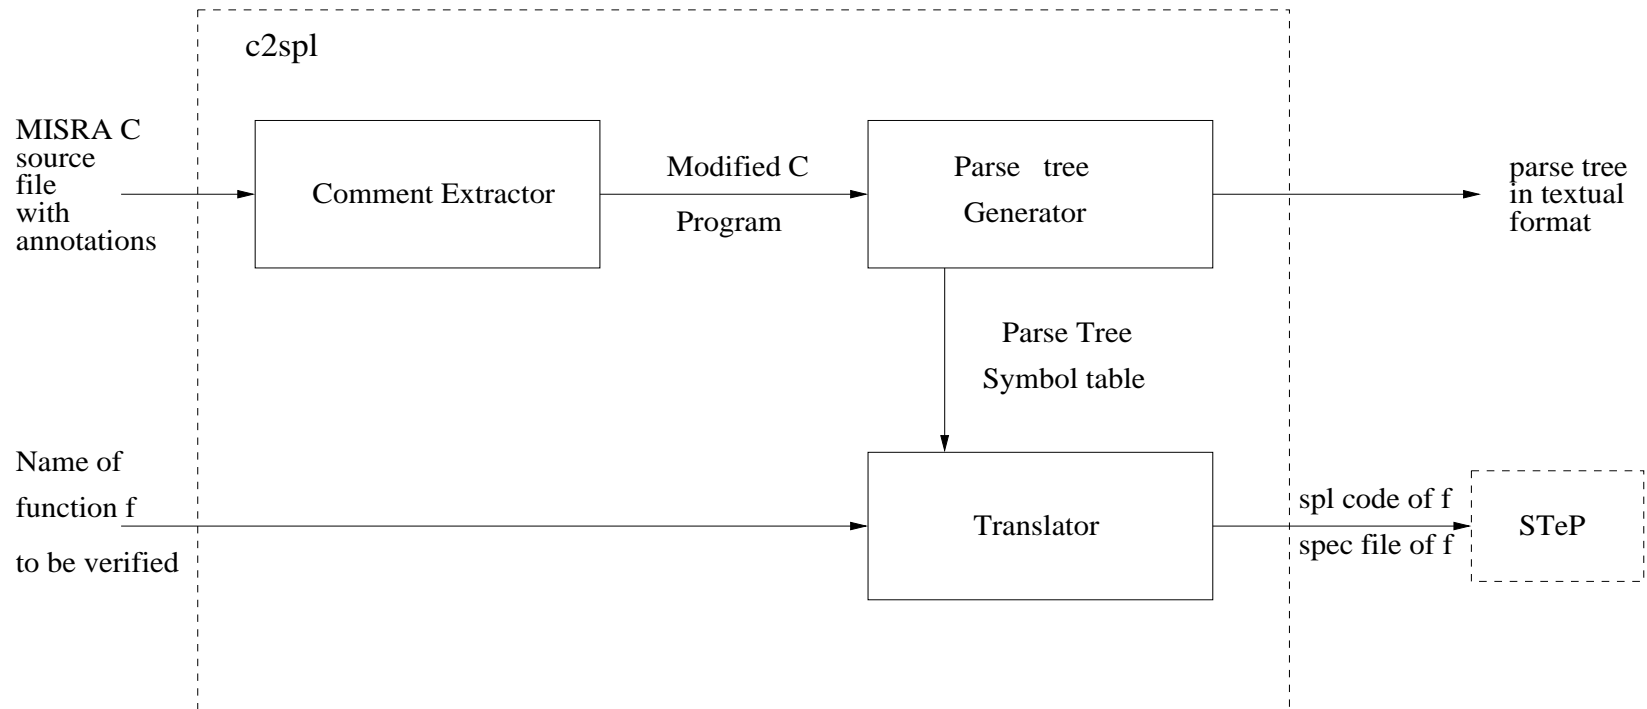 c2spl
MISRA C
source
file
with
annotations
Comment Extractor
Modified C
Program
Parse tree
Generator
parse tree
in textual
format
Parse Tree
Symbol table
Name of
function f
to be verified
Translator
spl code of f
spec file of f
STeP